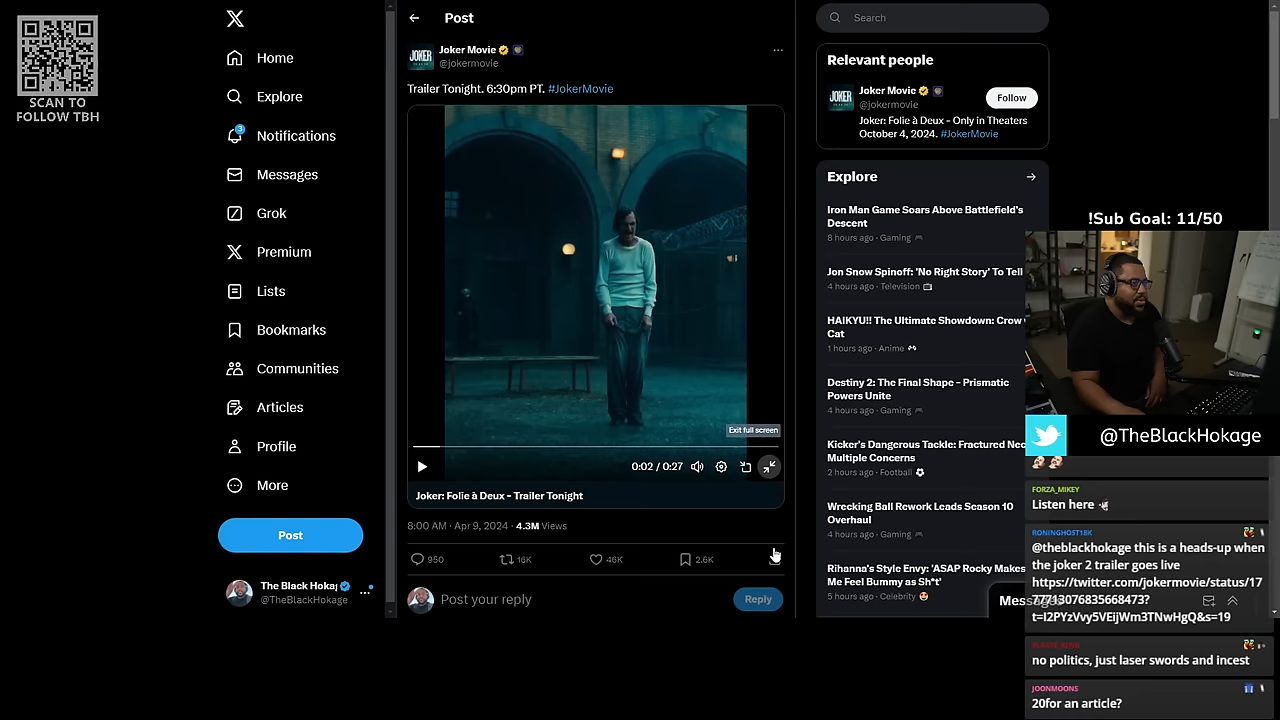 SCAN TO
FOLLOW TBH
Home
Explore
3
Notifications
Messages
Grok
Premium
Lists
Bookmarks
Communities
Articles
Profile
More
Post
The Black Hokag
@TheBlackHokage
Post
JOKER
Joker Movie
@jokermovie
Trailer Tonight. 6:30pm PT. #JokerMovie
Exit full screen
0:02 / 0:27
Joker: Folie à Deux - Trailer Tonight
8:00 AM · Apr 9, 2024 · 4.3M Views
950
16K
46K
2.6K
Post your reply
Reply
Search
Relevant people
JOKER
Joker Movie
@jokermovie
Follow
Joker: Folie à Deux - Only in Theaters
October 4, 2024. #JokerMovie
Explore
Iron Man Game Soars Above Battlefield's
Descent
8 hours ago · Gaming
Jon Snow Spinoff: 'No Right Story' To Tell
4 hours ago · Television
HAIKYU!! The Ultimate Showdown: Crow
Cat
1 hours ago · Anime
Destiny 2: The Final Shape – Prismatic
Powers Unite
4 hours ago · Gaming
Kicker's Dangerous Tackle: Fractured Nec
Multiple Concerns
2 hours ago · Football
Wrecking Ball Rework Leads Season 10
Overhaul
4 hours ago · Gaming
Rihanna's Style Envy: 'ASAP Rocky Makes
Me Feel Bummy as Sh*t'
5 hours ago · Celebrity
!Sub Goal: 11/50
@TheBlackHokage
FORZA_MIKEY
Listen here
RONINGHOST18K
@theblackhokage this is a heads-up when
the joker 2 trailer goes live
https://twitter.com/jokermovie/status/17
77713076835668473?
t=I2PYzVvy5VEijWm3TNwHgQ&s=19
no politics, just laser swords and incest
JOONMOONS
20for an article?